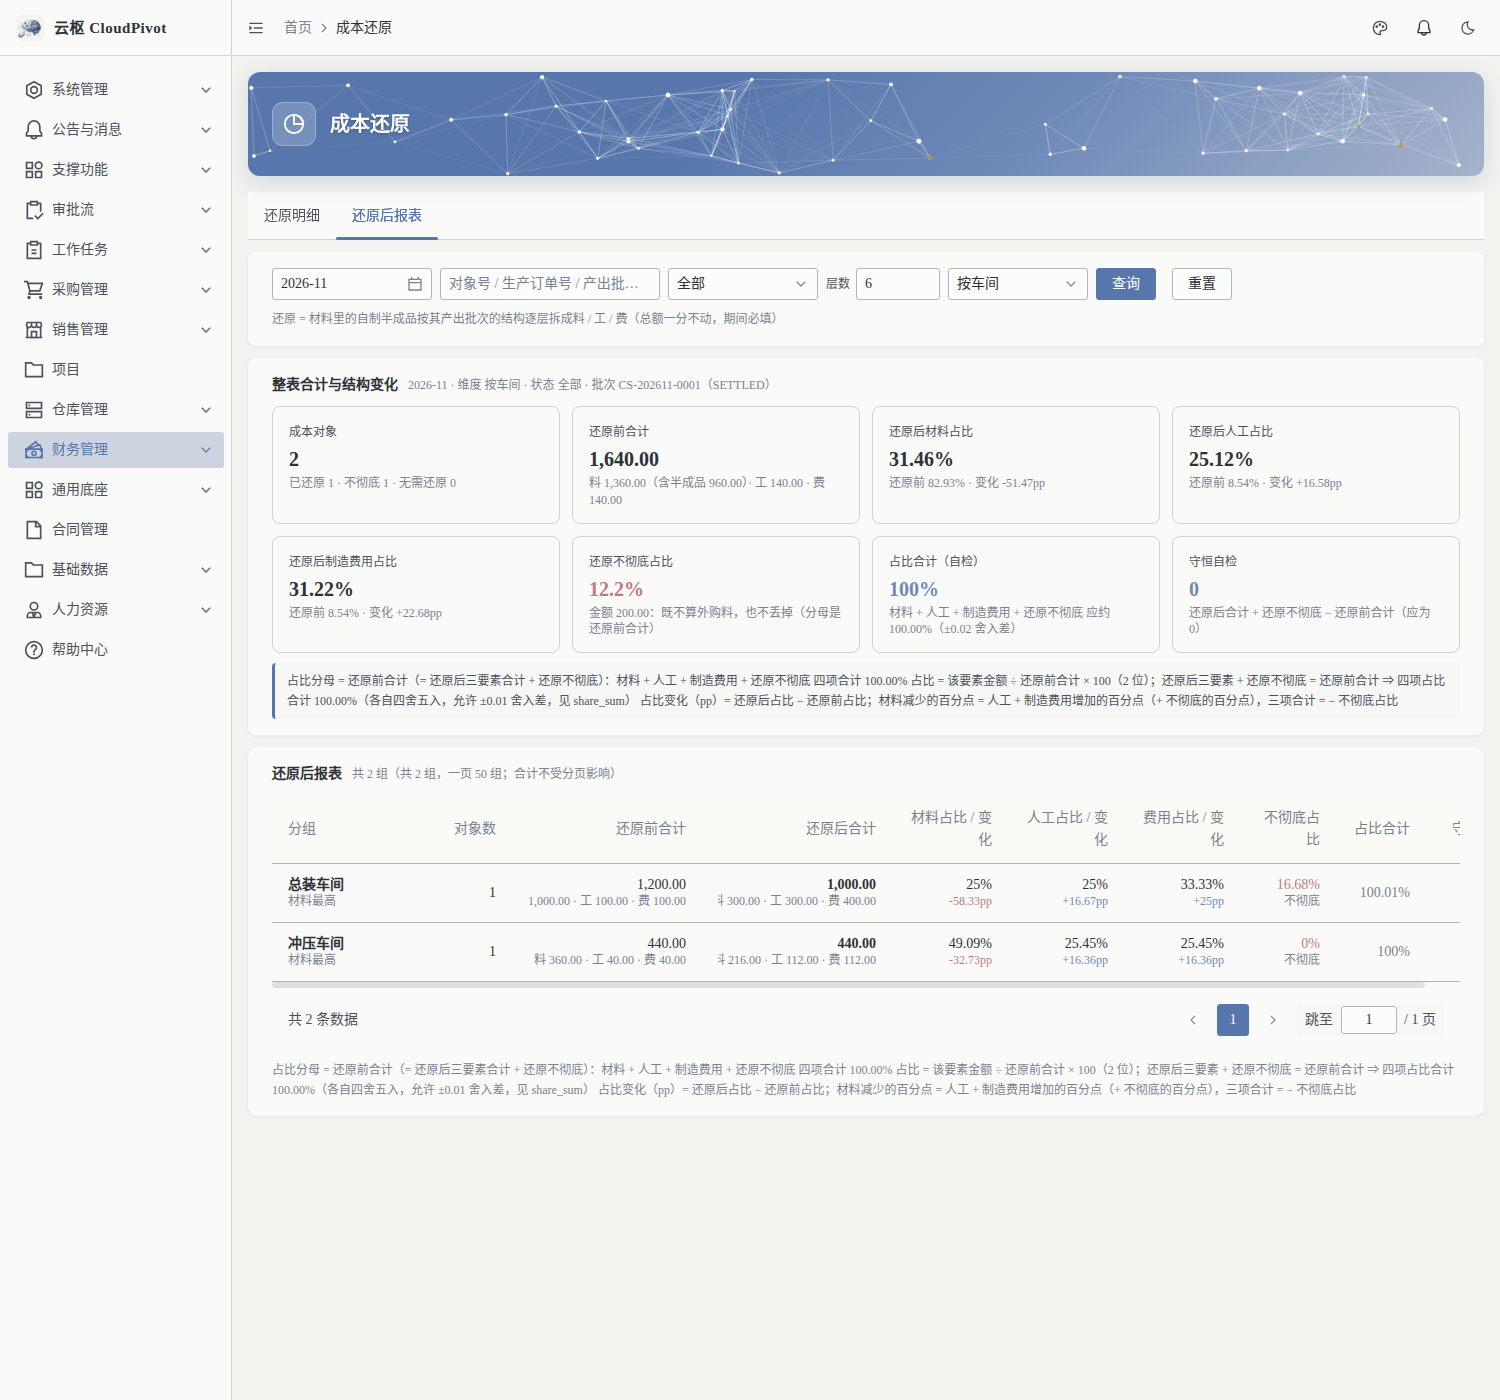 云枢 CloudPivot
首页 > 成本还原
系统管理
公告与消息
支撑功能
审批流
工作任务
采购管理
销售管理
项目
仓库管理
财务管理
通用底座
合同管理
基础数据
人力资源
帮助中心
成本还原
还原明细 还原后报表
2026-11 对象号 / 生产订单号 / 产出批… 全部 层数 6 按车间 查询 重置
还原 = 材料里的自制半成品按其产出批次的结构逐层拆成料 / 工 / 费（总额一分不动，期间必填）
整表合计与结构变化 2026-11 · 维度 按车间 · 状态 全部 · 批次 CS-202611-0001（SETTLED）
成本对象
2
已还原 1 · 不彻底 1 · 无需还原 0
还原前合计
1,640.00
料 1,360.00（含半成品 960.00）· 工 140.00 · 费
140.00
还原后材料占比
31.46%
还原前 82.93% · 变化 -51.47pp
还原后人工占比
25.12%
还原前 8.54% · 变化 +16.58pp
还原后制造费用占比
31.22%
还原前 8.54% · 变化 +22.68pp
还原不彻底占比
12.2%
金额 200.00：既不算外购料，也不丢掉（分母是
还原前合计）
占比合计（自检）
100%
材料 + 人工 + 制造费用 + 还原不彻底 应约
100.00%（±0.02 舍入差）
守恒自检
0
还原后合计 + 还原不彻底 − 还原前合计（应为
0）
占比分母 = 还原前合计（= 还原后三要素合计 + 还原不彻底）：材料 + 人工 + 制造费用 + 还原不彻底 四项合计 100.00% 占比 = 该要素金额 ÷ 还原前合计 × 100（2 位）；还原后三要素 + 还原不彻底 = 还原前合计 ⇒ 四项占比
合计 100.00%（各自四舍五入，允许 ±0.01 舍入差，见 share_sum） 占比变化（pp）= 还原后占比 − 还原前占比；材料减少的百分点 = 人工 + 制造费用增加的百分点（+ 不彻底的百分点），三项合计 = − 不彻底占比
还原后报表 共 2 组（共 2 组，一页 50 组；合计不受分页影响）
分组 对象数 还原前合计 还原后合计 材料占比 / 变化 人工占比 / 变化 费用占比 / 变化 不彻底占比 占比合计
总装车间 1 1,200.00 1,000.00 25% 25% 33.33% 16.68% 100.01%
材料最高 1,000.00 · 工 100.00 · 费 100.00 300.00 · 工 300.00 · 费 400.00 -58.33pp +16.67pp +25pp 不彻底
冲压车间 1 440.00 440.00 49.09% 25.45% 25.45% 0% 100%
材料最高 料 360.00 · 工 40.00 · 费 40.00 216.00 · 工 112.00 · 费 112.00 -32.73pp +16.36pp +16.36pp 不彻底
共 2 条数据 1 跳至 1 / 1 页
占比分母 = 还原前合计（= 还原后三要素合计 + 还原不彻底）：材料 + 人工 + 制造费用 + 还原不彻底 四项合计 100.00% 占比 = 该要素金额 ÷ 还原前合计 × 100（2 位）；还原后三要素 + 还原不彻底 = 还原前合计 ⇒ 四项占比合计
100.00%（各自四舍五入，允许 ±0.01 舍入差，见 share_sum） 占比变化（pp）= 还原后占比 − 还原前占比；材料减少的百分点 = 人工 + 制造费用增加的百分点（+ 不彻底的百分点），三项合计 = − 不彻底占比